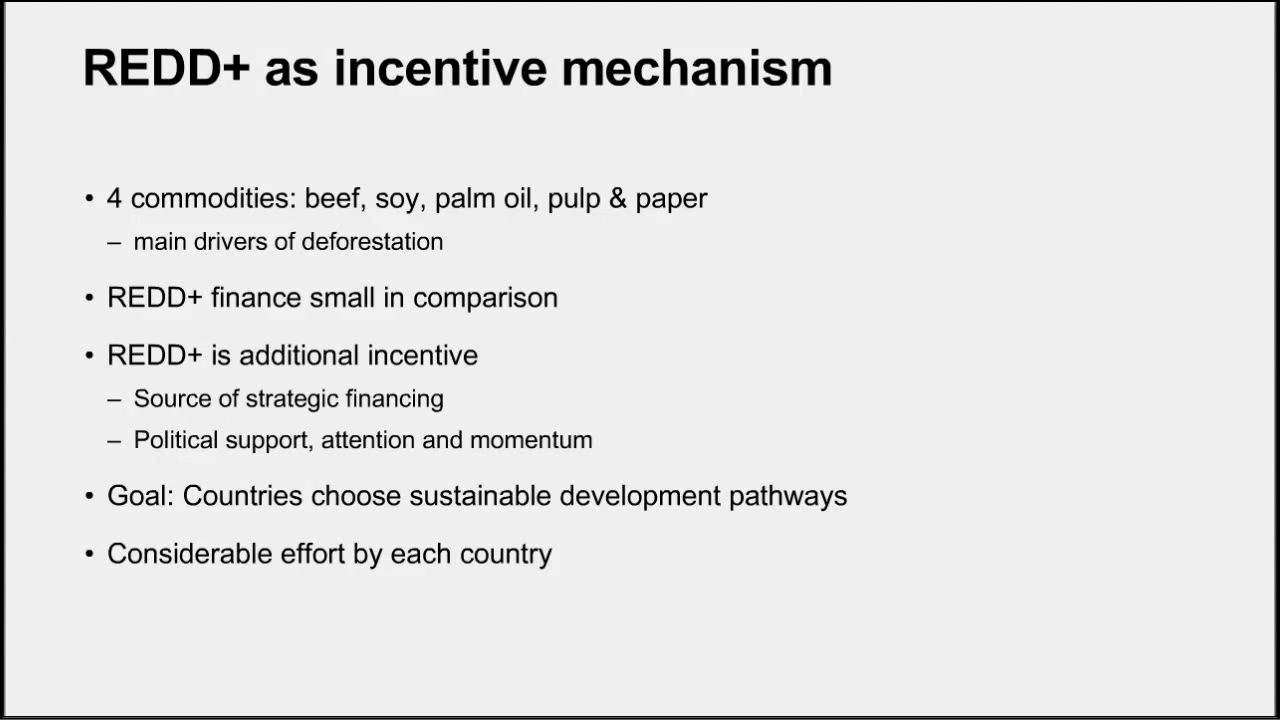 REDD+ as incentive mechanism
• 4 commodities: beef, soy, palm oil, pulp & paper
– main drivers of deforestation
• REDD+ finance small in comparison
• REDD+ is additional incentive
– Source of strategic financing
– Political support, attention and momentum
• Goal: Countries choose sustainable development pathways
• Considerable effort by each country